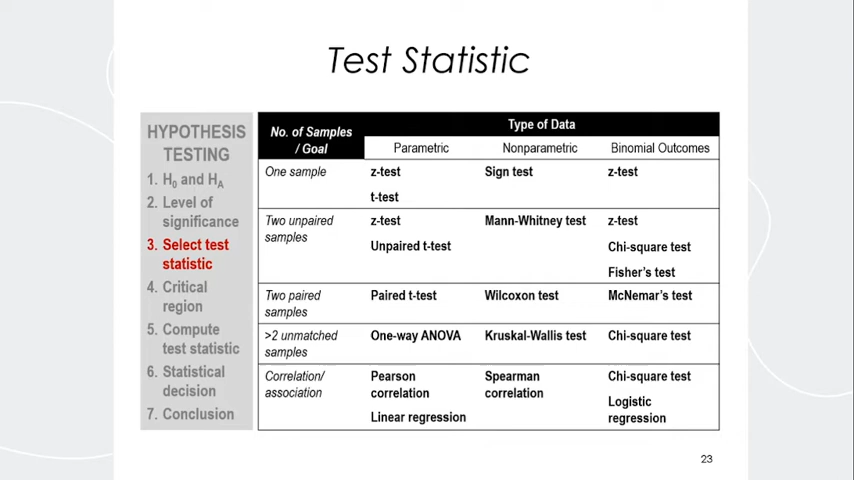 Test Statistic
HYPOTHESIS
TESTING
1. H0 and HA
2. Level of
significance
3. Select test
statistic
4. Critical
region
5. Compute
test statistic
6. Statistical
decision
7. Conclusion
No. of Samples
/ Goal
Type of Data
Parametric Nonparametric Binomial Outcomes
One sample z-test Sign test z-test
t-test
Two unpaired
samples
z-test Mann-Whitney test z-test
Unpaired t-test Chi-square test
Fisher's test
Two paired
samples
Paired t-test Wilcoxon test McNemar's test
>2 unmatched
samples
One-way ANOVA Kruskal-Wallis test Chi-square test
Correlation/
association
Pearson
correlation
Spearman
correlation
Chi-square test
Linear regression
Logistic
regression
23